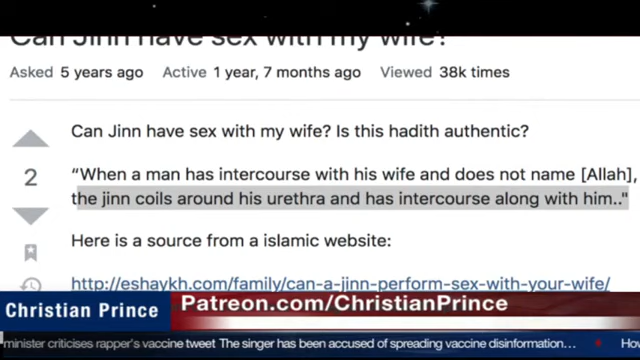 Can Jinn have sex with my wife?
Asked 5 years ago Active 1 year, 7 months ago Viewed 38k times
Can Jinn have sex with my wife? Is this hadith authentic?
2
“When a man has intercourse with his wife and does not name [Allah],
the jinn coils around his urethra and has intercourse along with him.."
Here is a source from a islamic website:
http://eshaykh.com/family/can-a-jinn-perform-sex-with-your-wife/
Christian Prince
Patreon.com/ChristianPrince
minister criticises rapper's vaccine tweet The singer has been accused of spreading vaccine disinformation... Hov